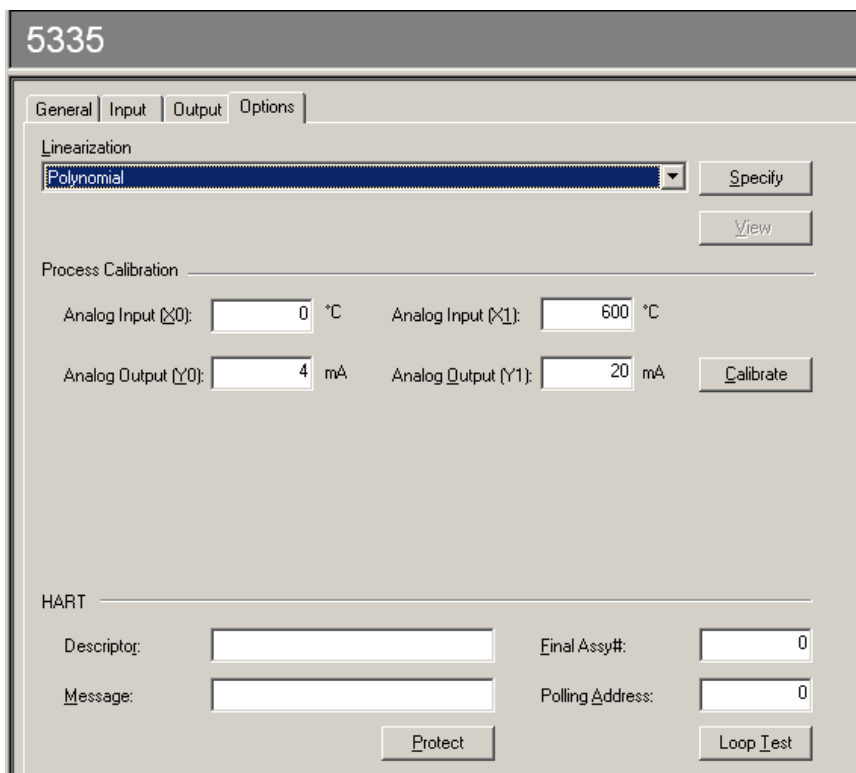 5335
General Input Output Options
Linearization
Polynomial Specify
View
Process Calibration
Analog Input (X0): 0 °C Analog Input (X1): 600 °C
Analog Output (Y0): 4 mA Analog Output (Y1): 20 mA Calibrate
HART
Descriptor: Final Assy#: 0
Message: Polling Address: 0
Protect Loop Test